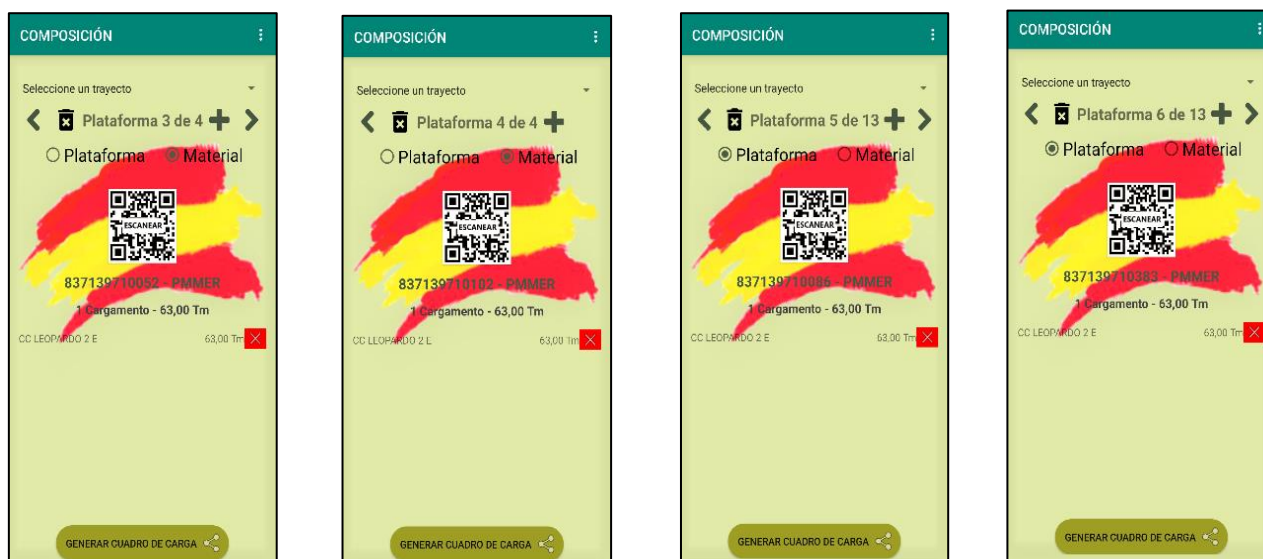 COMPOSICIÓN
Seleccione un trayecto
Plataforma 3 de 4
Plataforma Material
ESCANEAR
837139710052 - PMMER
1 Cargamento - 63,00 Tm
CC LEOPARDO 2 E 63,00 Tm
GENERAR CUADRO DE CARGA
COMPOSICIÓN
Seleccione un trayecto
Plataforma 4 de 4
Plataforma Material
ESCANEAR
837139710102 - PMMER
1 Cargamento - 63,00 Tm
CC LEOPARDO 2 E 63,00 Tm
GENERAR CUADRO DE CARGA
COMPOSICIÓN
Seleccione un trayecto
Plataforma 5 de 13
Plataforma Material
ESCANEAR
837139710086 - PMMER
1 Cargamento - 63,00 Tm
CC LEOPARDO 2 E 63,00 Tm
GENERAR CUADRO DE CARGA
COMPOSICIÓN
Seleccione un trayecto
Plataforma 6 de 13
Plataforma Material
ESCANEAR
837139710383 - PMMER
1 Cargamento - 63,00 Tm
CC LEOPARDO 2 E 63,00 Tm
GENERAR CUADRO DE CARGA